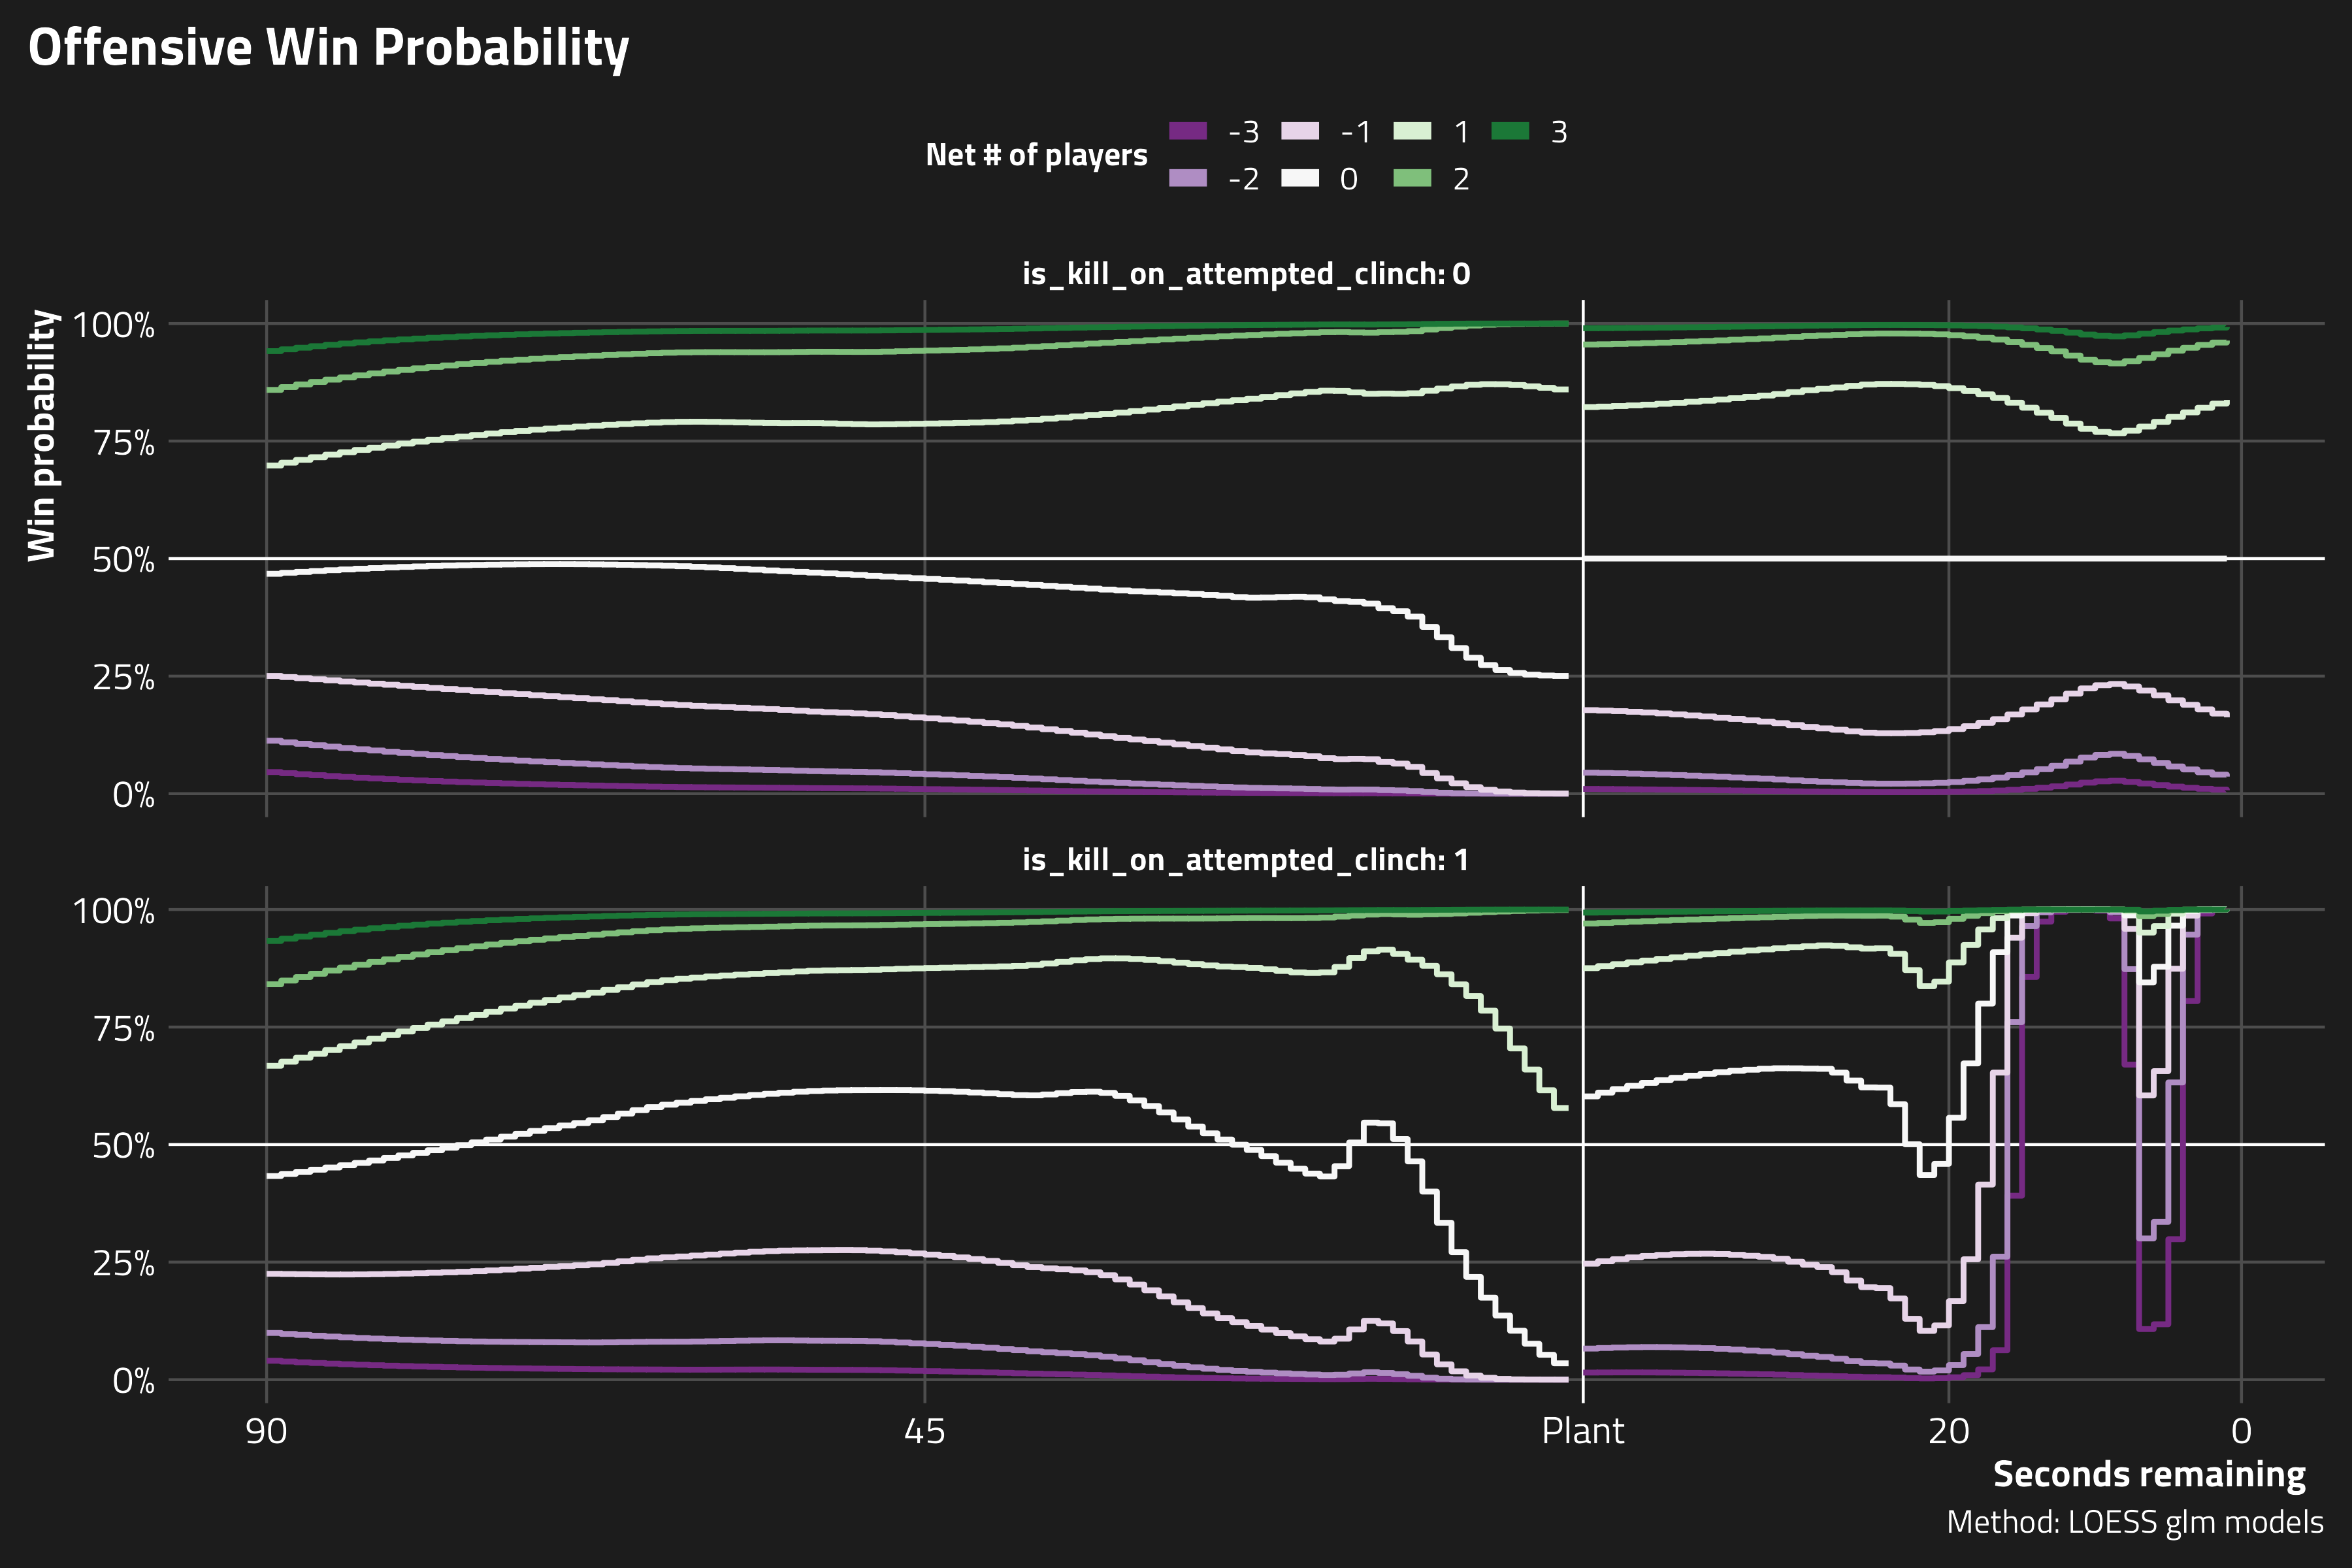 Offensive Win Probability
Net # of players
-3 -1 1 3
-2 0 2
is_kill_on_attempted_clinch: 0
Win probability
100%
75%
50%
25%
0%
is_kill_on_attempted_clinch: 1
100%
75%
50%
25%
0%
90 45 Plant 20 0
Seconds remaining
Method: LOESS glm models